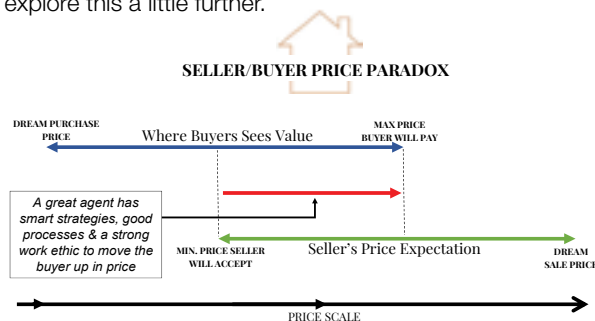 explore this a little further.
SELLER/BUYER PRICE PARADOX
DREAM PURCHASE
PRICE
Where Buyers Sees Value
MAX PRICE
BUYER WILL PAY
A great agent has
smart strategies, good
processes & a strong
work ethic to move the
buyer up in price
MIN. PRICE SELLER
WILL ACCEPT
Seller's Price Expectation
DREAM
SALE PRICE
PRICE SCALE